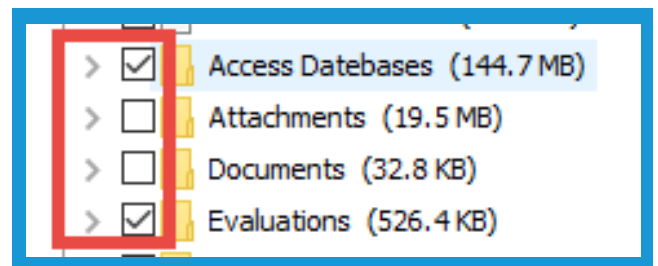 Access Datebases (144.7 MB)
Attachments (19.5 MB)
Documents (32.8 KB)
Evaluations (526.4 KB)